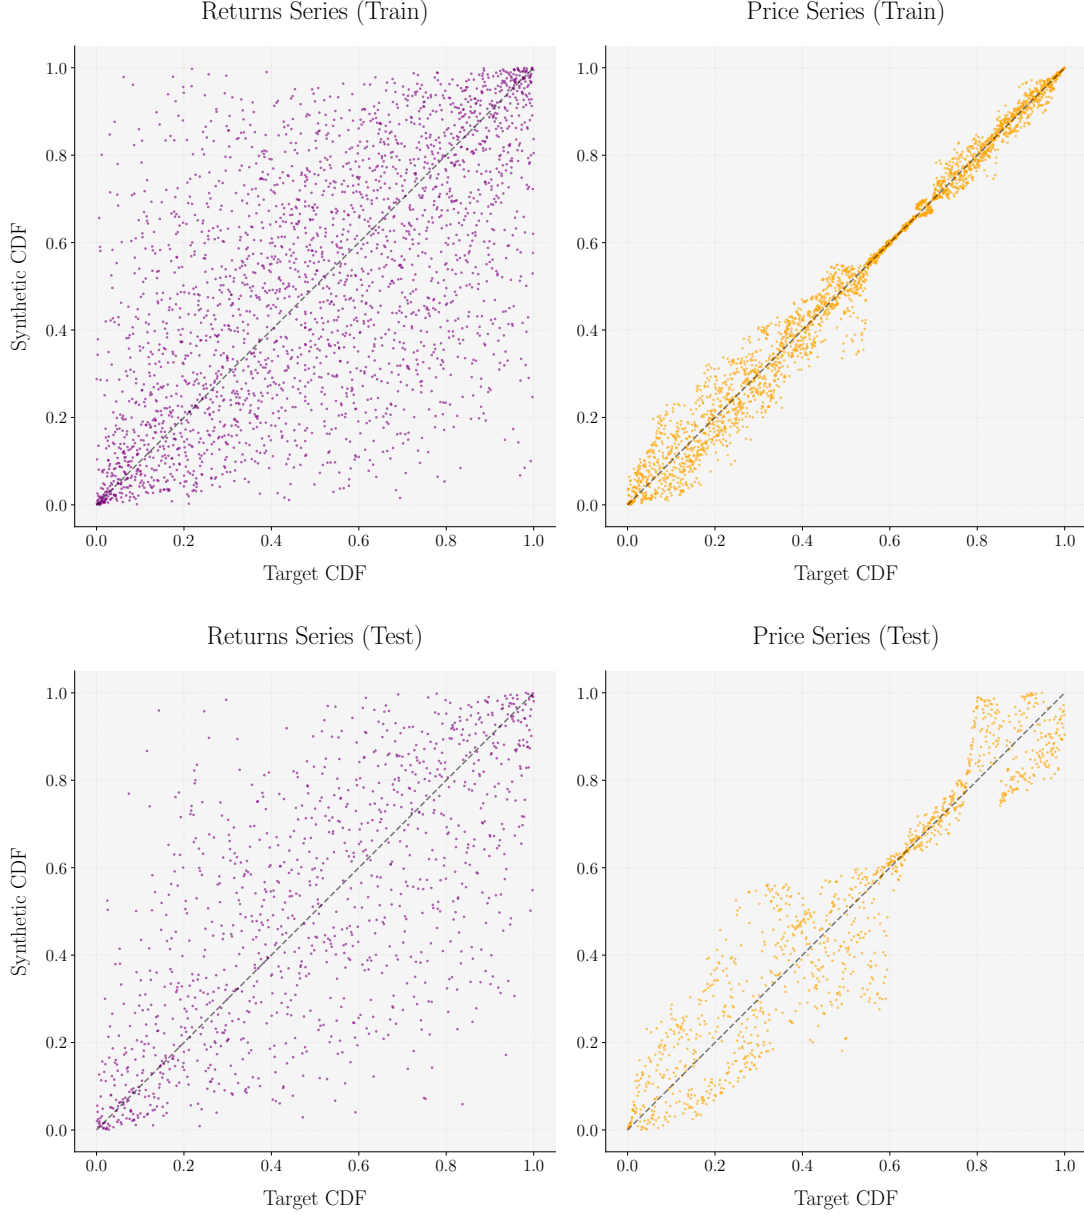 Returns Series (Train)
Price Series (Train)
Synthetic CDF
1.0
0.8
0.6
0.4
0.2
0.0
0.0 0.2 0.4 0.6 0.8 1.0
Target CDF
1.0
0.8
0.6
0.4
0.2
0.0
0.0 0.2 0.4 0.6 0.8 1.0
Target CDF
Returns Series (Test)
Price Series (Test)
Synthetic CDF
1.0
0.8
0.6
0.4
0.2
0.0
0.0 0.2 0.4 0.6 0.8 1.0
Target CDF
1.0
0.8
0.6
0.4
0.2
0.0
0.0 0.2 0.4 0.6 0.8 1.0
Target CDF